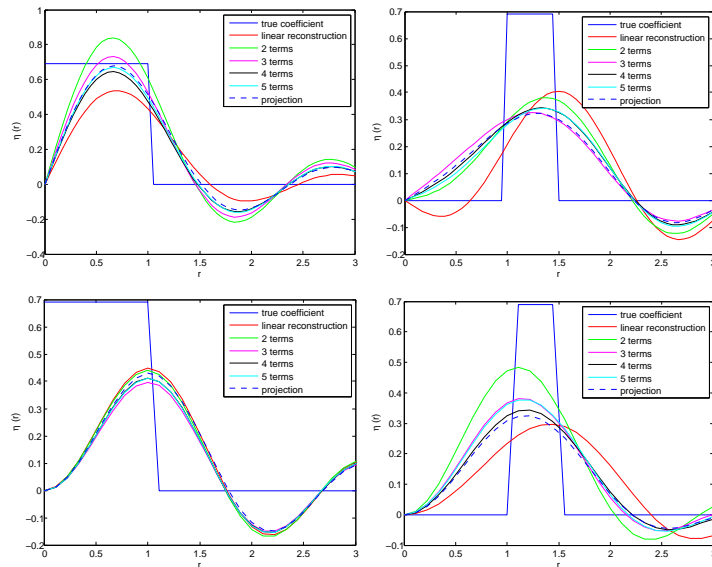 1
0.8
0.6
0.4
0.2
0
−0.2
−0.4
η (r)
0
0.5
1
1.5
2
2.5
3
r
true coefficient
linear reconstruction
2 terms
3 terms
4 terms
5 terms
projection
0.7
0.6
0.5
0.4
0.3
0.2
0.1
0
−0.1
−0.2
η (r)
0
0.5
1
1.5
2
2.5
3
r
true coefficient
linear reconstruction
2 terms
3 terms
4 terms
5 terms
projection
0.7
0.6
0.5
0.4
0.3
0.2
0.1
0
−0.1
−0.2
η (r)
0
0.5
1
1.5
2
2.5
3
r
true coefficient
linear reconstruction
2 terms
3 terms
4 terms
5 terms
projection
0.7
0.6
0.5
0.4
0.3
0.2
0.1
0
−0.1
η (r)
0
0.5
1
1.5
2
2.5
3
r
true coefficient
linear reconstruction
2 terms
3 terms
4 terms
5 terms
projection